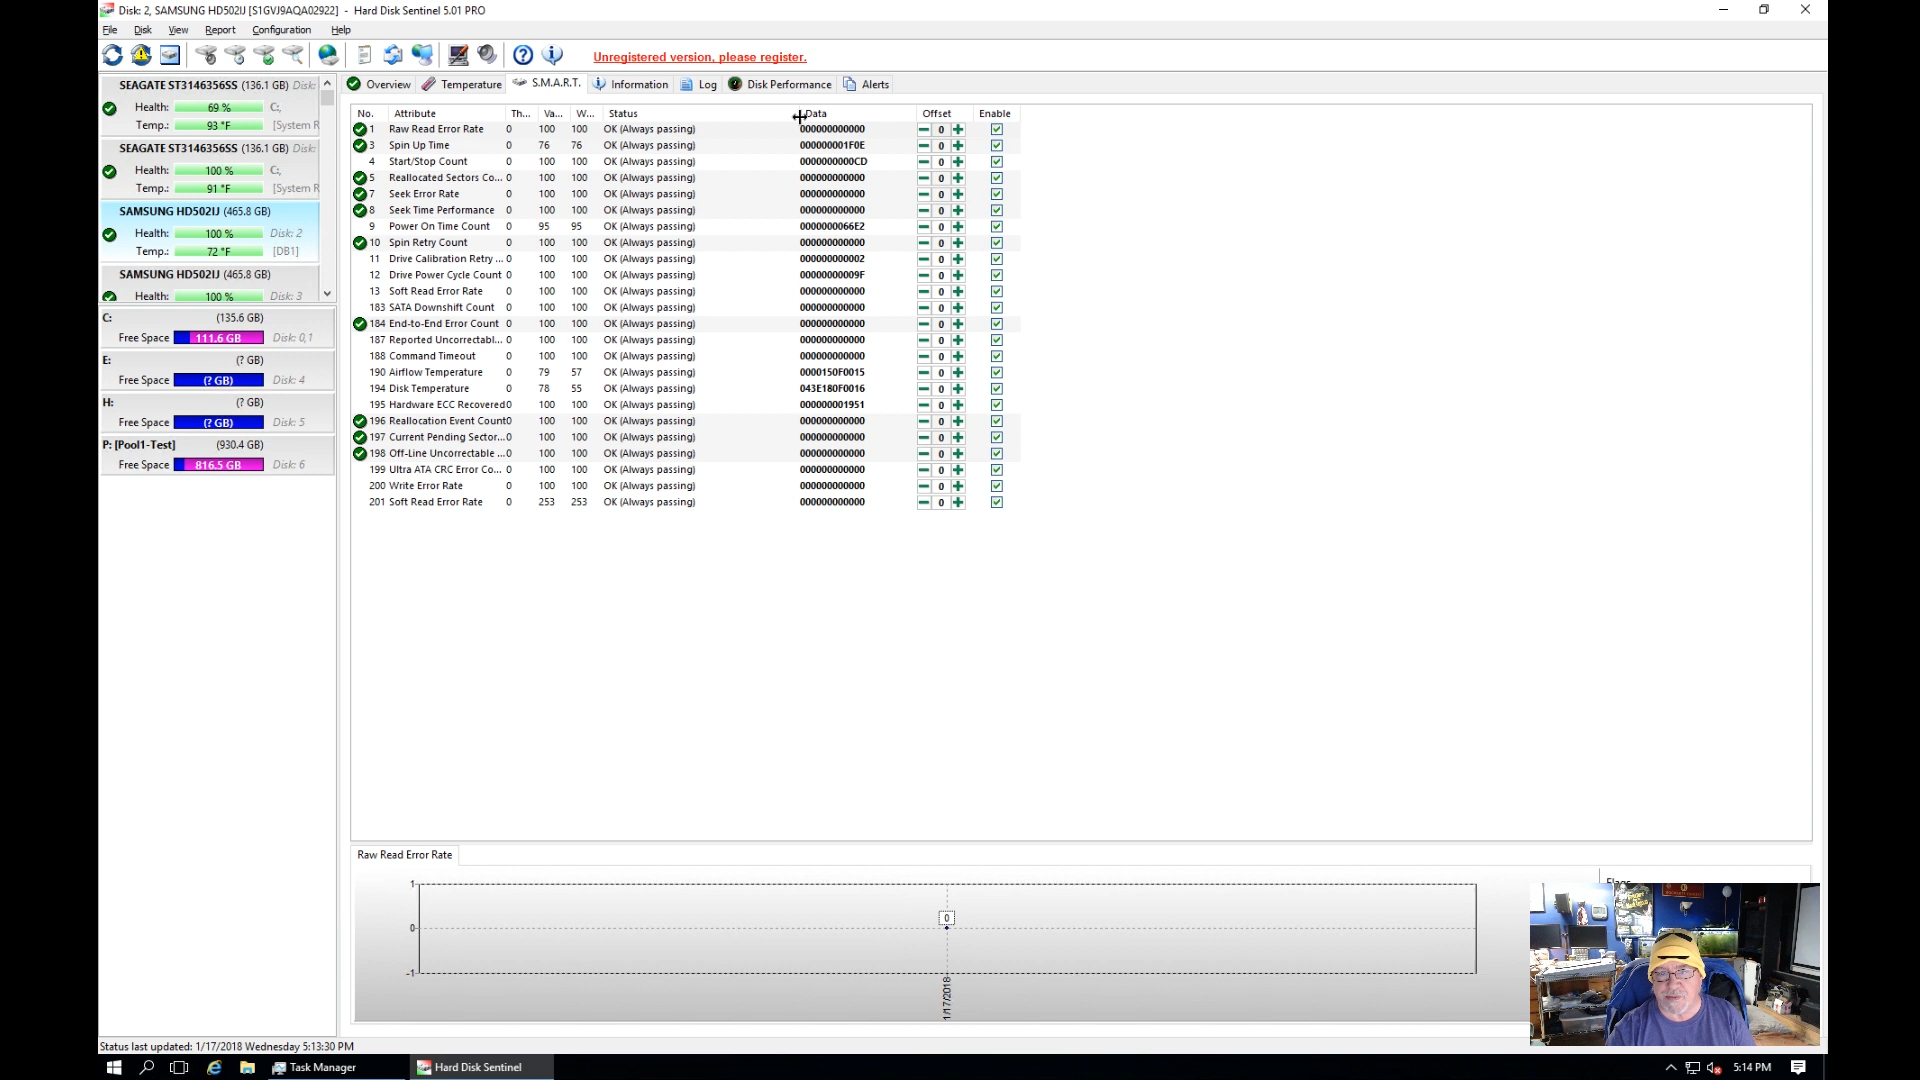 Disk: 2, SAMSUNG HD502IJ [S1GVJ9AQA02922] - Hard Disk Sentinel 5.01 PRO
File Disk View Report Configuration Help
Unregistered version, please register.
SEAGATE ST3146356SS (136.1 GB) Disk:
Health: 69 % C:,
Temp.: 93 °F [System R
SEAGATE ST3146356SS (136.1 GB) Disk:
Health: 100 % C:,
Temp.: 91 °F [System R
SAMSUNG HD502IJ (465.8 GB)
Health: 100 % Disk: 2
Temp.: 72 °F [DB1]
SAMSUNG HD502IJ (465.8 GB)
Health: 100 % Disk: 3
C: (135.6 GB)
Free Space 111.6 GB Disk: 0,1
E: (? GB)
Free Space (? GB) Disk: 4
H: (? GB)
Free Space (? GB) Disk: 5
P: [Pool1-Test] (930.4 GB)
Free Space 816.5 GB Disk: 6
Overview Temperature S.M.A.R.T. Information Log Disk Performance Alerts
No. Attribute Th... Va... W... Status Data Offset Enable
1 Raw Read Error Rate 0 100 100 OK (Always passing) 000000000000 0
3 Spin Up Time 0 76 76 OK (Always passing) 000000001F0E 0
4 Start/Stop Count 0 100 100 OK (Always passing) 0000000000CD 0
5 Reallocated Sectors Co... 0 100 100 OK (Always passing) 000000000000 0
7 Seek Error Rate 0 100 100 OK (Always passing) 000000000000 0
8 Seek Time Performance 0 100 100 OK (Always passing) 000000000000 0
9 Power On Time Count 0 95 95 OK (Always passing) 0000000066E2 0
10 Spin Retry Count 0 100 100 OK (Always passing) 000000000000 0
11 Drive Calibration Retry ... 0 100 100 OK (Always passing) 000000000002 0
12 Drive Power Cycle Count 0 100 100 OK (Always passing) 00000000009F 0
13 Soft Read Error Rate 0 100 100 OK (Always passing) 000000000000 0
183 SATA Downshift Count 0 100 100 OK (Always passing) 000000000000 0
184 End-to-End Error Count 0 100 100 OK (Always passing) 000000000000 0
187 Reported Uncorrectabl... 0 100 100 OK (Always passing) 000000000000 0
188 Command Timeout 0 100 100 OK (Always passing) 000000000000 0
190 Airflow Temperature 0 79 57 OK (Always passing) 0000150F0015 0
194 Disk Temperature 0 78 55 OK (Always passing) 043E180F0016 0
195 Hardware ECC Recovered 0 100 100 OK (Always passing) 000000001951 0
196 Reallocation Event Count 0 100 100 OK (Always passing) 000000000000 0
197 Current Pending Sector... 0 100 100 OK (Always passing) 000000000000 0
198 Off-Line Uncorrectable ... 0 100 100 OK (Always passing) 000000000000 0
199 Ultra ATA CRC Error Co... 0 100 100 OK (Always passing) 000000000000 0
200 Write Error Rate 0 100 100 OK (Always passing) 000000000000 0
201 Soft Read Error Rate 0 253 253 OK (Always passing) 000000000000 0
Raw Read Error Rate
1
0
-1
0
1/17/2018
Flags
Status last updated: 1/17/2018 Wednesday 5:13:30 PM
Task Manager
Hard Disk Sentinel
5:14 PM